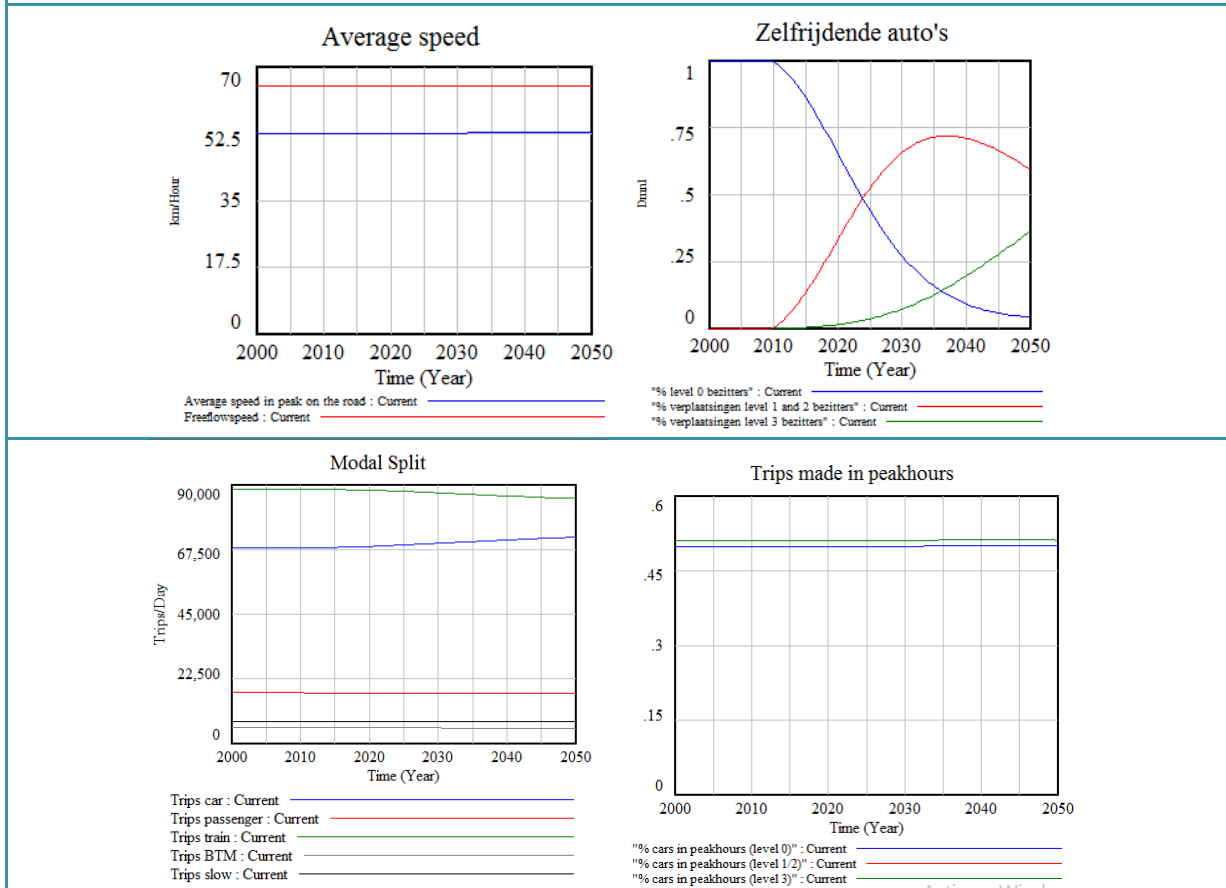 Average speed
70
52.5
35
17.5
0
km/Hour
2000 2010 2020 2030 2040 2050
Time (Year)
Average speed in peak on the road : Current
Freeflowspeed : Current
Zelfrijdende auto's
1
.75
.5
.25
0
Dmnl
2000 2010 2020 2030 2040 2050
Time (Year)
"% level 0 bezitters" : Current
"% verplaatsingen level 1 and 2 bezitters" : Current
"% verplaatsingen level 3 bezitters" : Current
Modal Split
90,000
67,500
45,000
22,500
0
Trips/Day
2000 2010 2020 2030 2040 2050
Time (Year)
Trips car : Current
Trips passenger : Current
Trips train : Current
Trips BTM : Current
Trips slow : Current
Trips made in peakhours
.6
.45
.3
.15
0
2000 2010 2020 2030 2040 2050
Time (Year)
"% cars in peakhours (level 0)" : Current
"% cars in peakhours (level 1/2)" : Current
"% cars in peakhours (level 3)" : Current